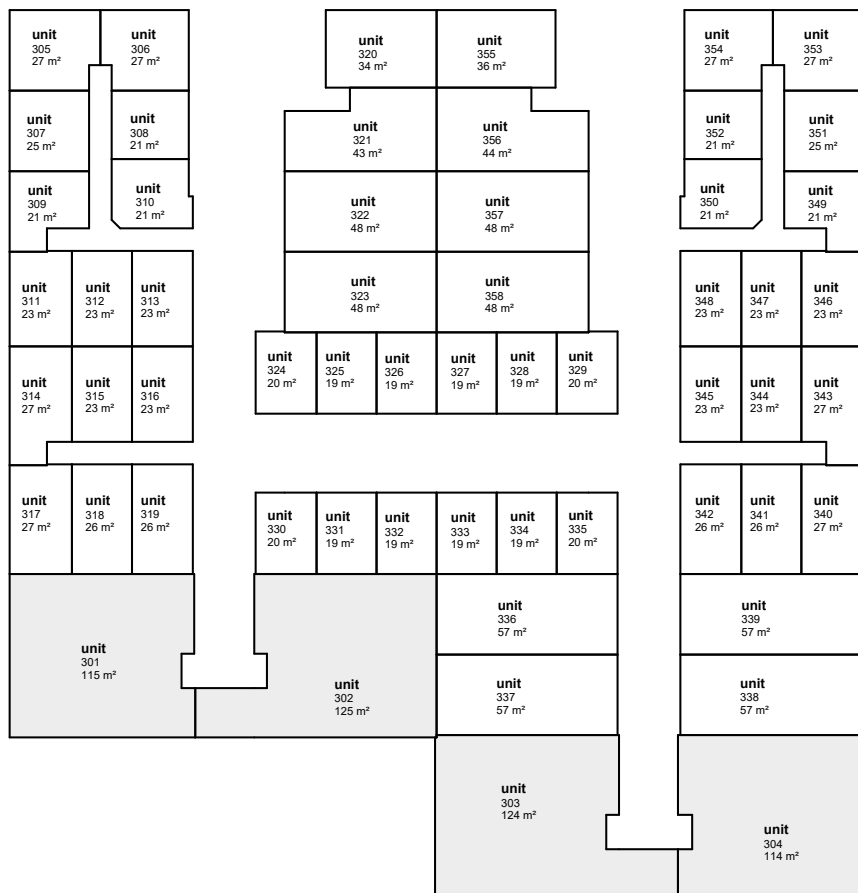 unit
305
27 m²
unit
306
27 m²
unit
320
34 m²
unit
355
36 m²
unit
354
27 m²
unit
353
27 m²
unit
307
25 m²
unit
308
21 m²
unit
321
43 m²
unit
356
44 m²
unit
352
21 m²
unit
351
25 m²
unit
309
21 m²
unit
310
21 m²
unit
322
48 m²
unit
357
48 m²
unit
350
21 m²
unit
349
21 m²
unit
311
23 m²
unit
312
23 m²
unit
313
23 m²
unit
323
48 m²
unit
358
48 m²
unit
348
23 m²
unit
347
23 m²
unit
346
23 m²
unit
314
27 m²
unit
315
23 m²
unit
316
23 m²
unit
324
20 m²
unit
325
19 m²
unit
326
19 m²
unit
327
19 m²
unit
328
19 m²
unit
329
20 m²
unit
345
23 m²
unit
344
23 m²
unit
343
27 m²
unit
317
27 m²
unit
318
26 m²
unit
319
26 m²
unit
330
20 m²
unit
331
19 m²
unit
332
19 m²
unit
333
19 m²
unit
334
19 m²
unit
335
20 m²
unit
342
26 m²
unit
341
26 m²
unit
340
27 m²
unit
336
57 m²
unit
339
57 m²
unit
301
115 m²
unit
302
125 m²
unit
337
57 m²
unit
338
57 m²
unit
303
124 m²
unit
304
114 m²